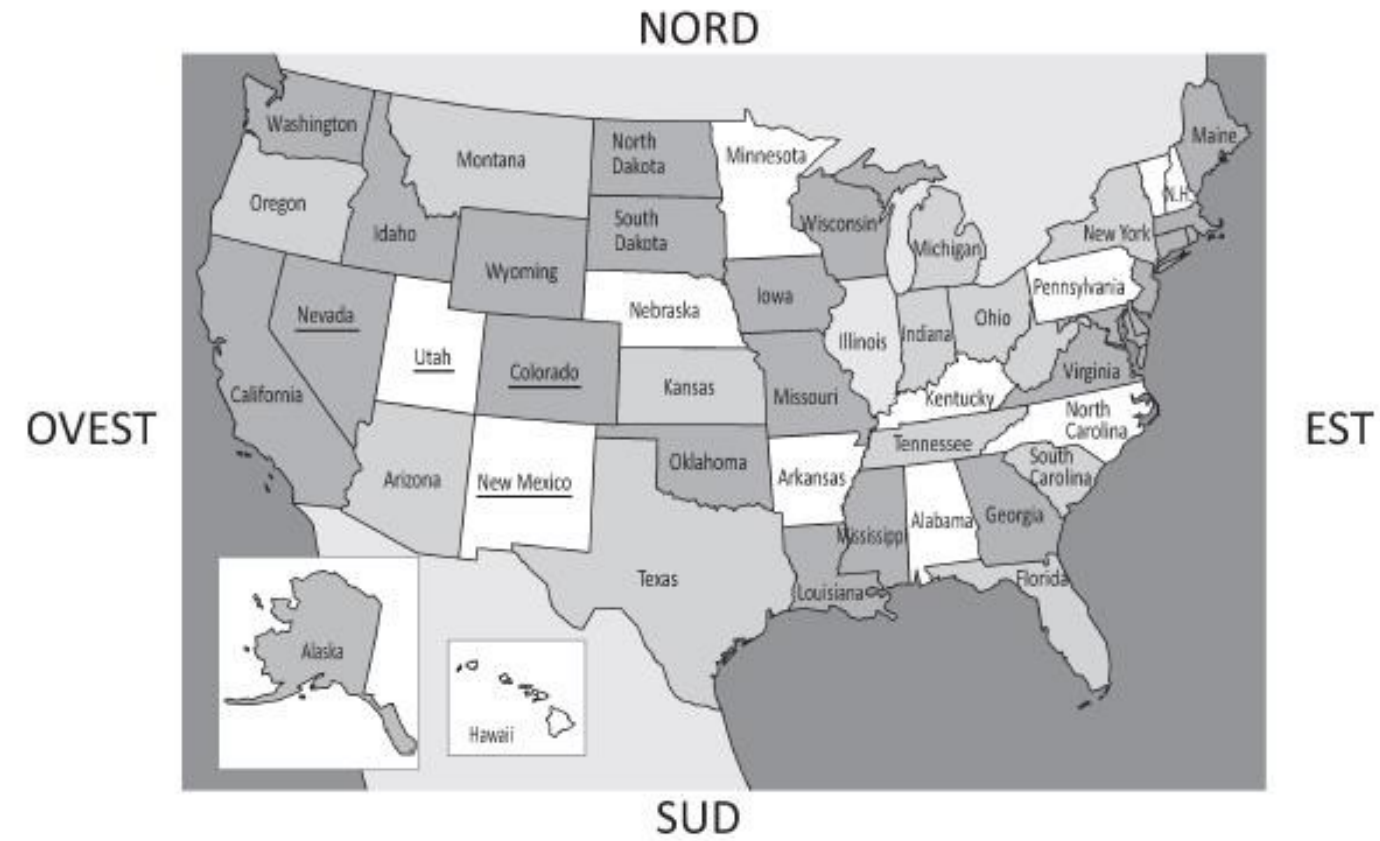 NORD
Maine
Washington
North
Dakota
Minnesota
Montana
N.H.
Oregon
South
Dakota
Wisconsin
New York
Idaho
Michigan
Wyoming
Pennsylvania
Iowa
Nebraska
Nevada
Ohio
Indiana
Illinois
Utah
Colorado
Virginia
Kansas
California
Missouri
Kentucky
OVEST
EST
North
Carolina
Tennessee
Oklahoma
South
Carolina
Arizona
New Mexico
Arkansas
Georgia
Alabama
Mississippi
Texas
Florida
Louisiana
Alaska
Hawaii
SUD